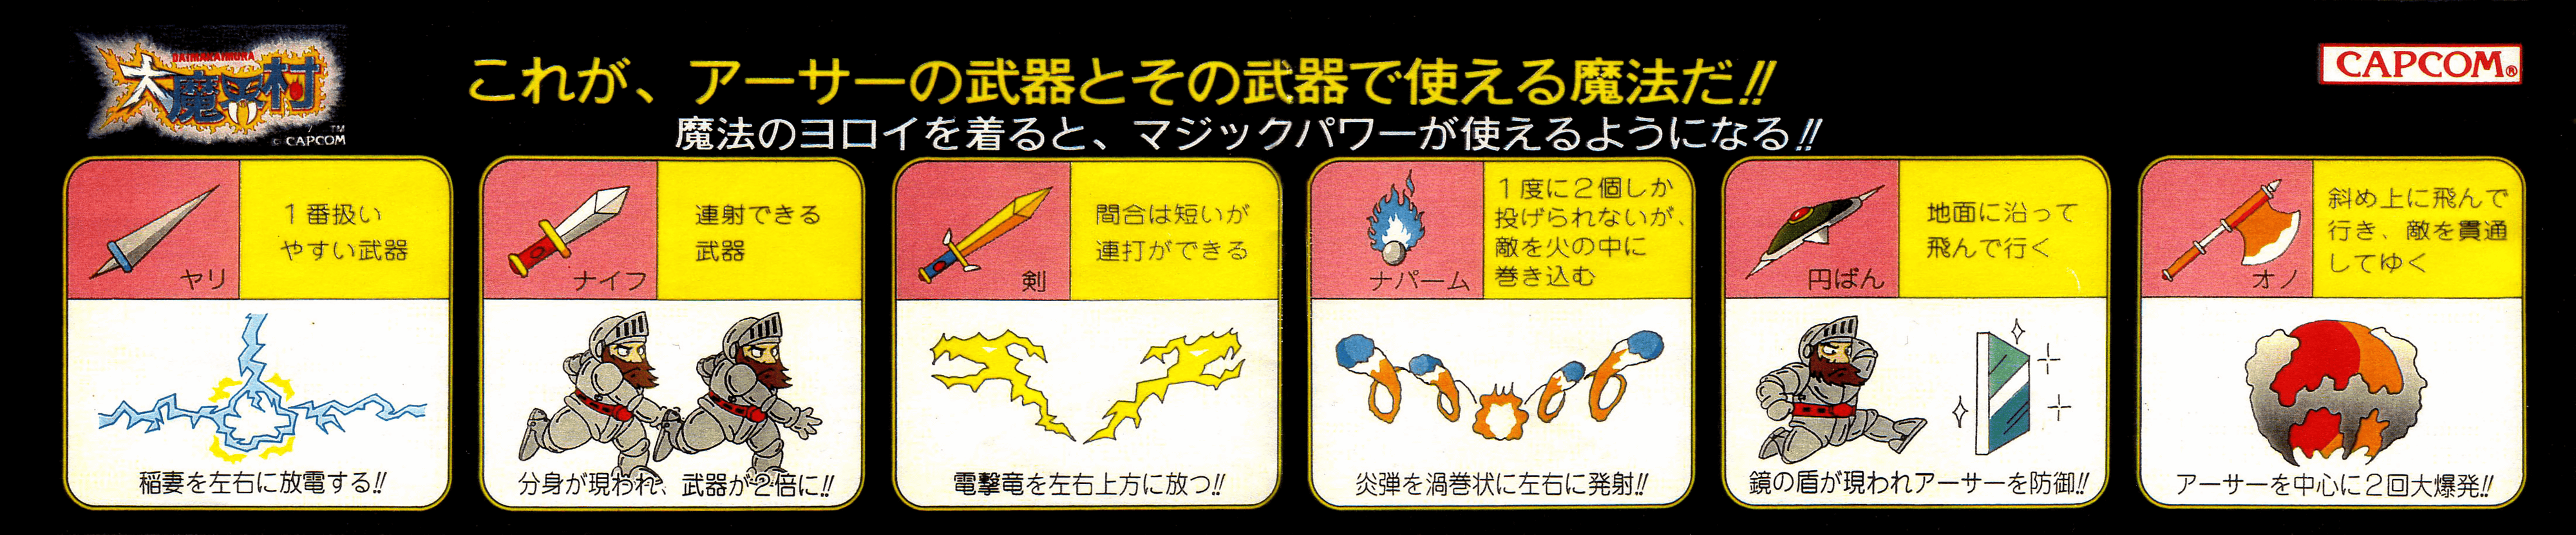 DAIMAKAIMURA
大魔界村
TM
© CAPCOM
これが、アーサーの武器とその武器で使える魔法だ!!
魔法のヨロイを着ると、マジックパワーが使えるようになる!!
CAPCOM®
ヤリ
1番扱い
やすい武器
稲妻を左右に放電する!!
ナイフ
連射できる
武器
分身が現われ、武器が2倍に!!
剣
間合は短いが
連打ができる
電撃竜を左右上方に放つ!!
ナパーム
1度に2個しか
投げられないが、
敵を火の中に
巻き込む
炎弾を渦巻状に左右に発射!!
円ばん
地面に沿って
飛んで行く
鏡の盾が現われアーサーを防御!!
オノ
斜め上に飛んで
行き、敵を貫通
してゆく
アーサーを中心に2回大爆発!!